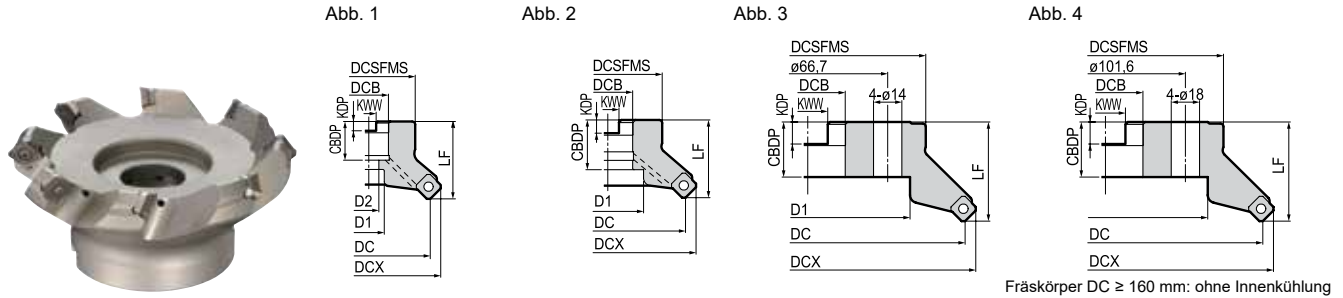 Abb. 1
DCSFMS
DCB
KWW
KDP
CBDP
LF
D2
D1
DC
DCX
Abb. 2
DCSFMS
DCB
KWW
KDP
CBDP
LF
D1
DC
DCX
Abb. 3
DCSFMS
ø66,7
DCB
4-ø14
KWW
KDP
CBDP
LF
D1
DC
DCX
Abb. 4
DCSFMS
ø101,6
DCB
4-ø18
KWW
KDP
CBDP
LF
DC
DCX
Fräskörper DC ≥ 160 mm: ohne Innenkühlung